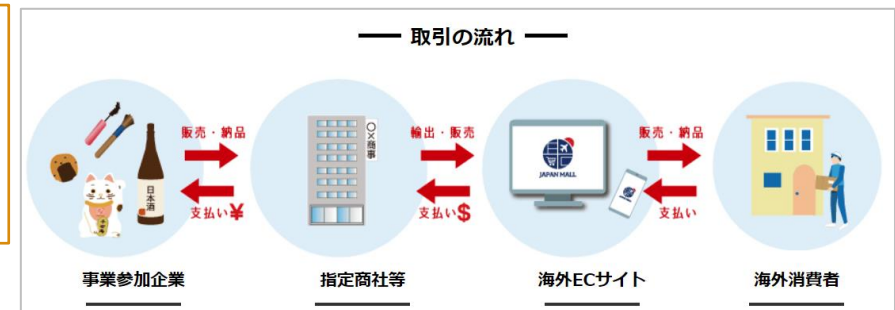 取引の流れ
販売・納品
支払い¥
日本酒
〇×商事
輸出・販売
支払い$
JAPAN MALL
販売・納品
支払い
事業参加企業
指定商社等
海外ECサイト
海外消費者